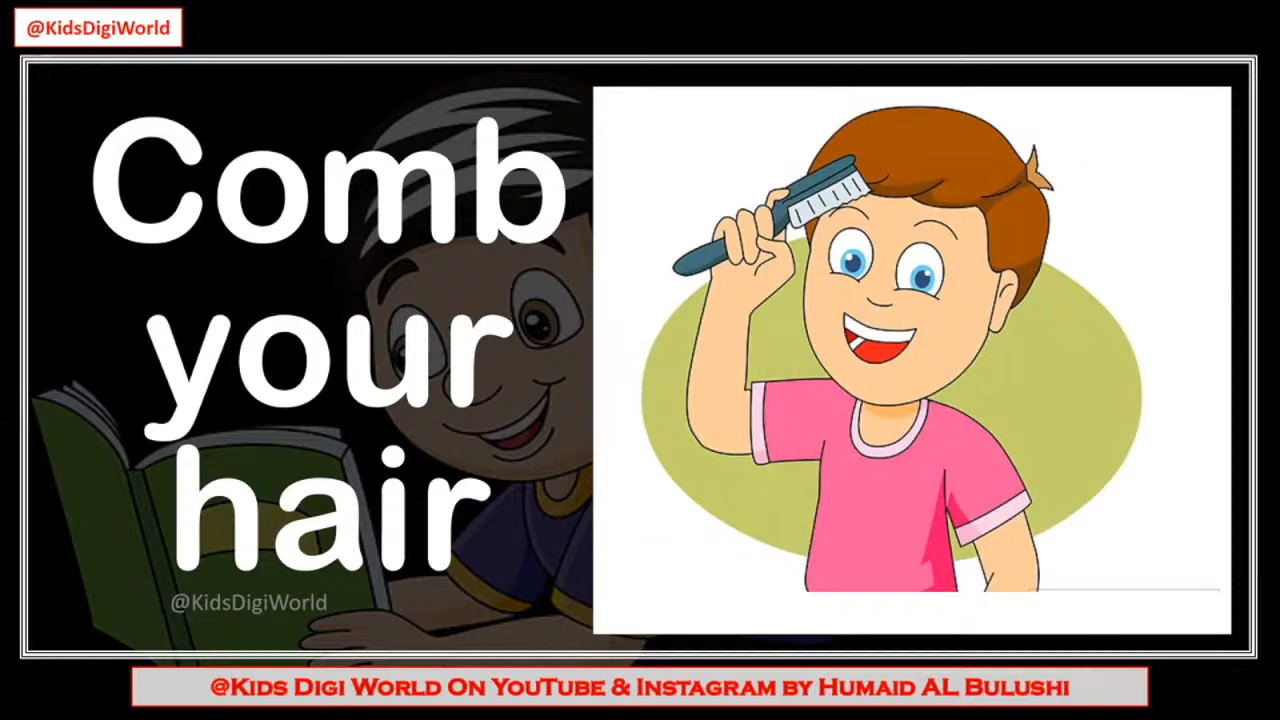 @KidsDigiWorld
Comb
your
hair
@KidsDigiWorld
@KIDS DIGI WORLD ON YOUTUBE & INSTAGRAM BY HUMAID AL BULUSHI